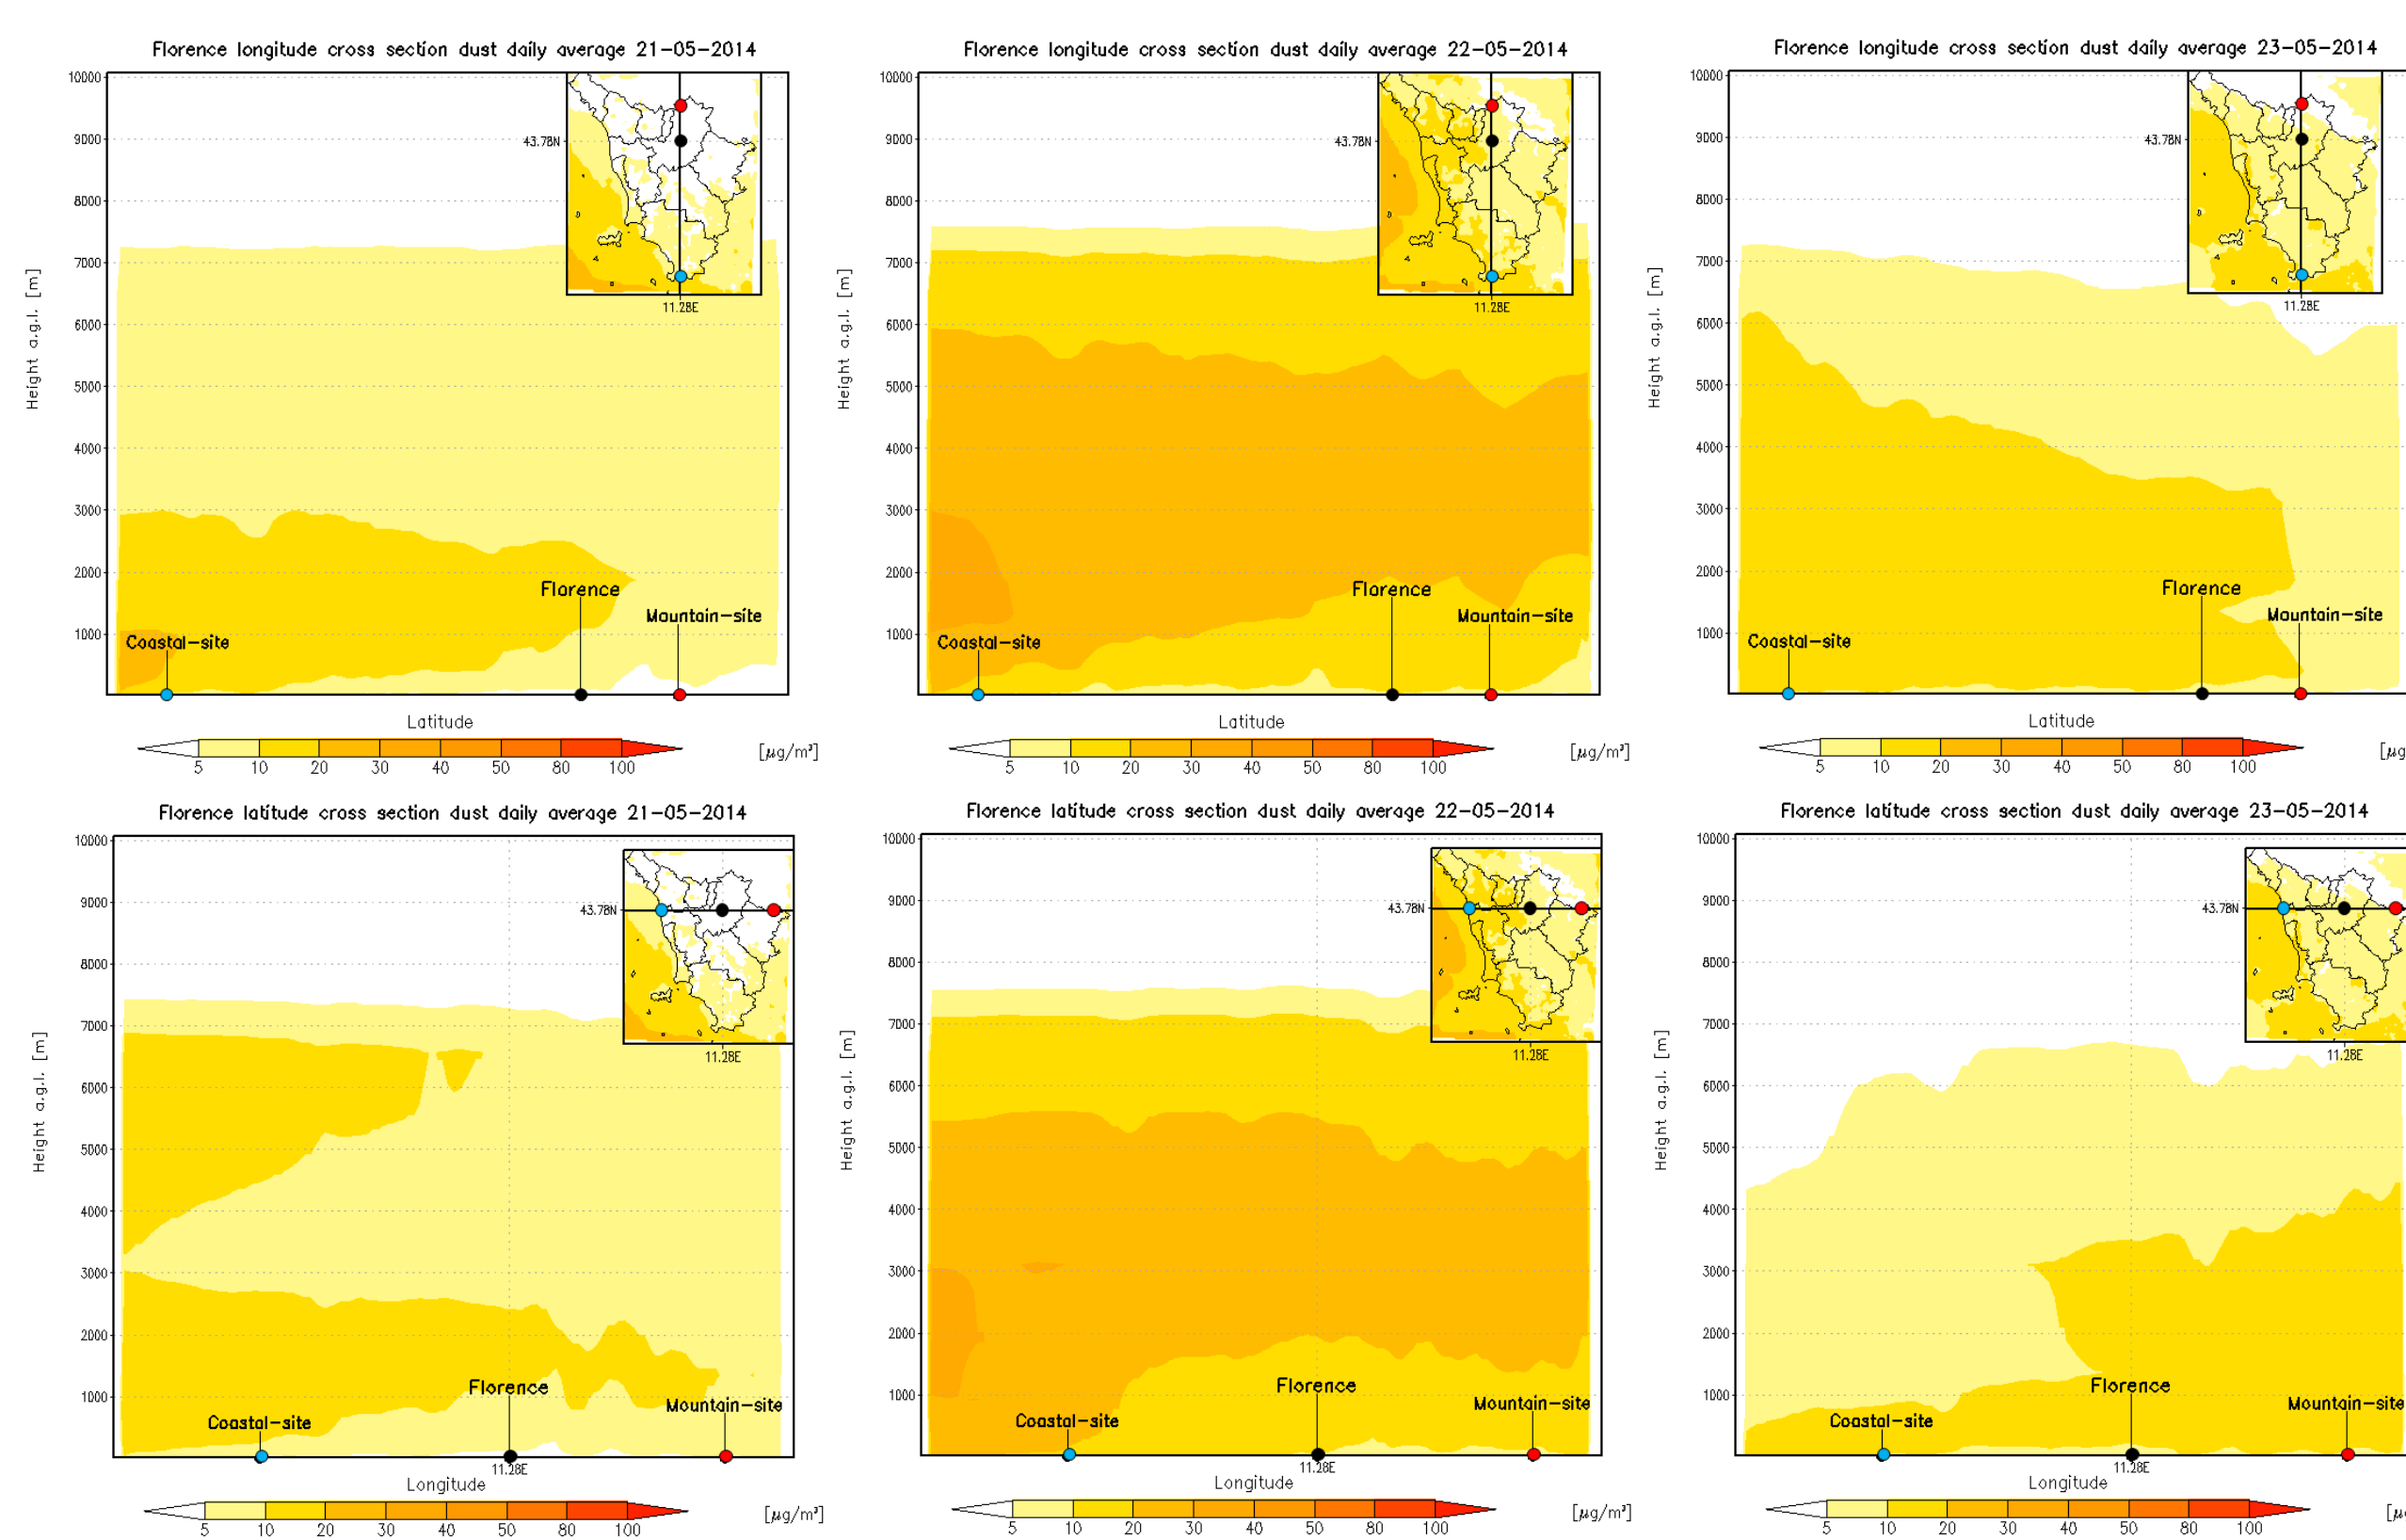 Florence longitude cross section dust daily average 21-05-2014
10000
9000
8000
7000
6000
5000
4000
3000
2000
1000
Height a.g.l. [m]
43.78N
11.28E
Florence
Mountain-site
Coastal-site
Latitude
5 10 20 30 40 50 80 100
[μg/m³]
Florence longitude cross section dust daily average 22-05-2014
10000
9000
8000
7000
6000
5000
4000
3000
2000
1000
Height a.g.l. [m]
43.78N
11.28E
Florence
Mountain-site
Coastal-site
Latitude
5 10 20 30 40 50 80 100
[μg/m³]
Florence longitude cross section dust daily average 23-05-2014
10000
9000
8000
7000
6000
5000
4000
3000
2000
1000
Height a.g.l. [m]
43.78N
11.28E
Florence
Mountain-site
Coastal-site
Latitude
5 10 20 30 40 50 80 100
[μg
Florence latitude cross section dust daily average 21-05-2014
10000
9000
8000
7000
6000
5000
4000
3000
2000
1000
Height a.g.l. [m]
43.78N
11.28E
Florence
Mountain-site
Coastal-site
11.28E
Longitude
5 10 20 30 40 50 80 100
[μg/m³]
Florence latitude cross section dust daily average 22-05-2014
10000
9000
8000
7000
6000
5000
4000
3000
2000
1000
Height a.g.l. [m]
43.78N
11.28E
Florence
Mountain-site
Coastal-site
11.28E
Longitude
5 10 20 30 40 50 80 100
[μg/m³]
Florence latitude cross section dust daily average 23-05-2014
10000
9000
8000
7000
6000
5000
4000
3000
2000
1000
Height a.g.l. [m]
43.78N
11.28E
Florence
Mountain-site
Coastal-site
11.28E
Longitude
5 10 20 30 40 50 80 100